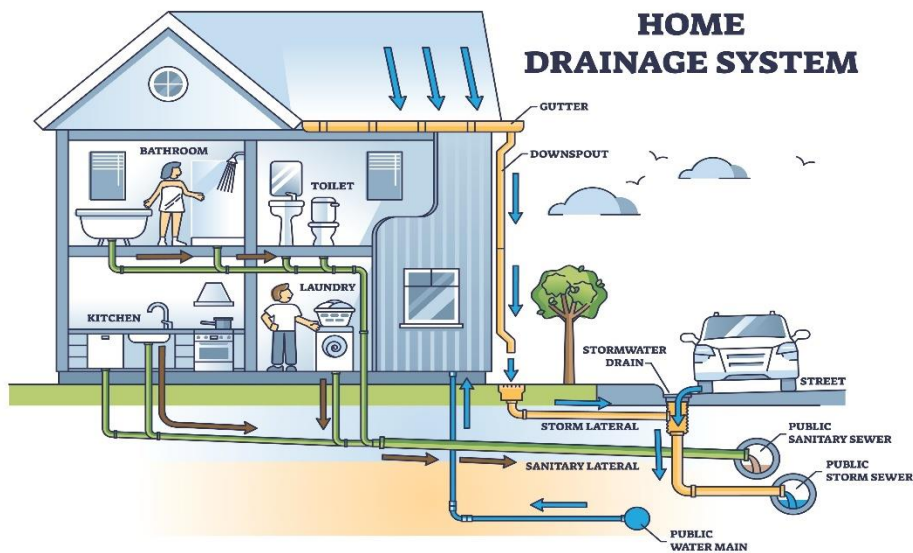 HOME
DRAINAGE SYSTEM
GUTTER
DOWNSPOUT
BATHROOM
TOILET
LAUNDRY
KITCHEN
STORMWATER
DRAIN
STREET
STORM LATERAL
PUBLIC
SANITARY SEWER
SANITARY LATERAL
PUBLIC
STORM SEWER
PUBLIC
WATER MAIN